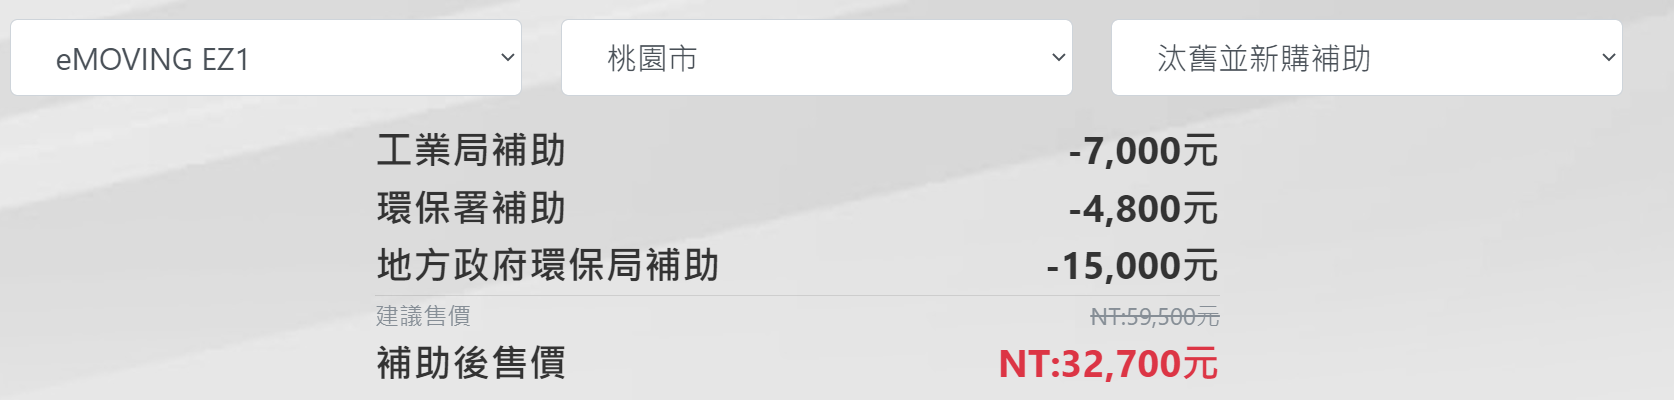 eMOVING EZ1 桃園市 汰舊並新購補助
工業局補助 -7,000元
環保署補助 -4,800元
地方政府環保局補助 -15,000元
建議售價 NT:59,500元
補助後售價 NT:32,700元